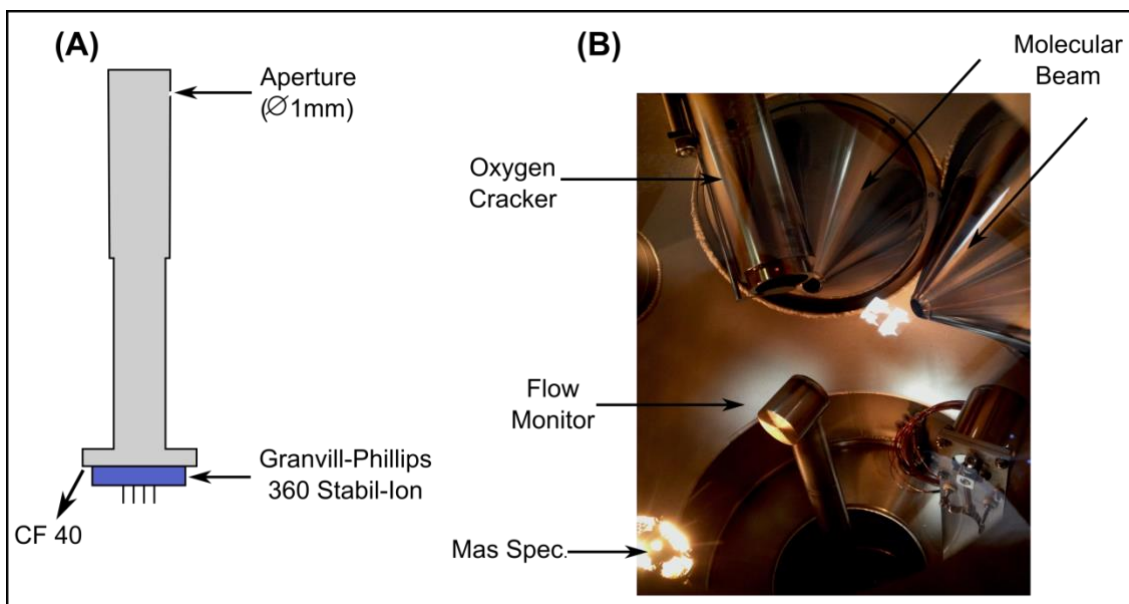 (A)
Aperture
(∅1mm)
Granvill-Phillips
360 Stabil-Ion
CF 40
(B)
Molecular
Beam
Oxygen
Cracker
Flow
Monitor
Mas Spec.